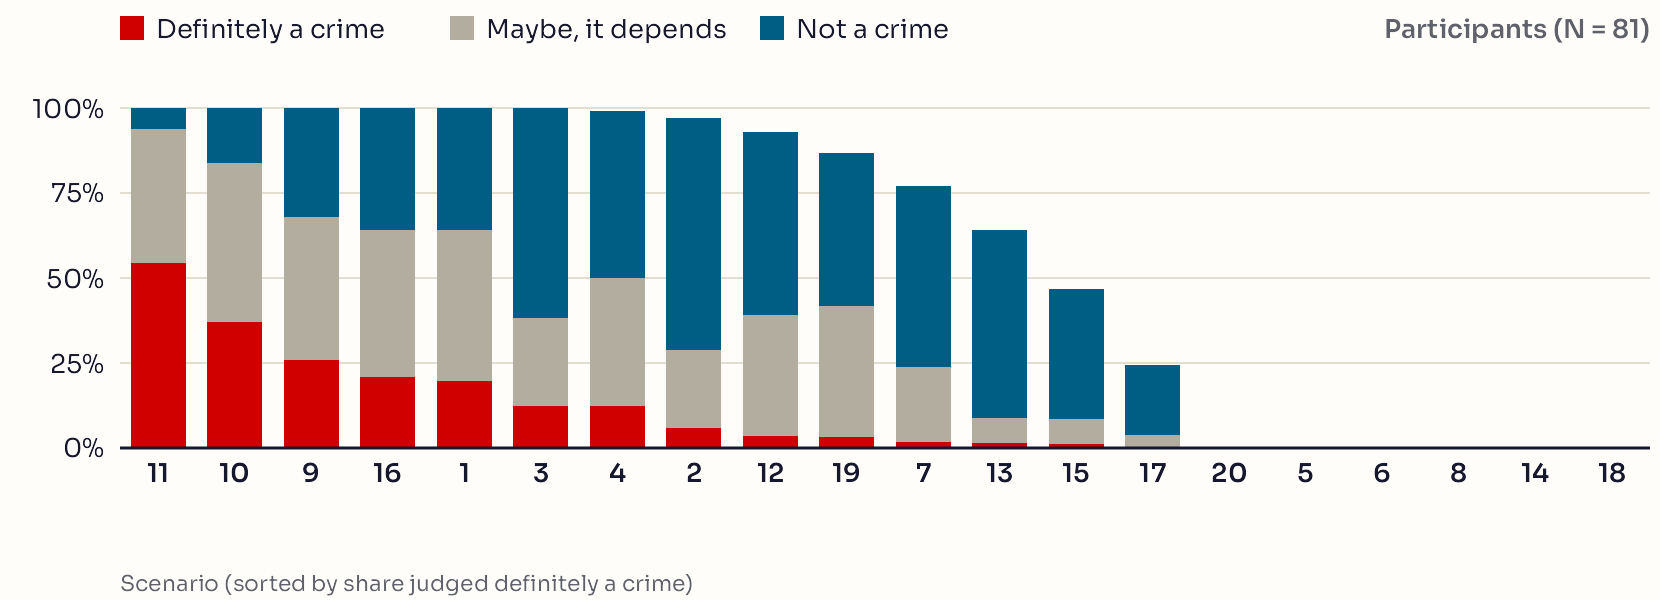 Definitely a crime Maybe, it depends Not a crime Participants (N = 81)
100%
75%
50%
25%
0%
11 10 9 16 1 3 4 2 12 19 7 13 15 17 20 5 6 8 14 18
Scenario (sorted by share judged definitely a crime)